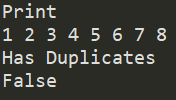 Print
1 2 3 4 5 6 7 8
Has Duplicates
False